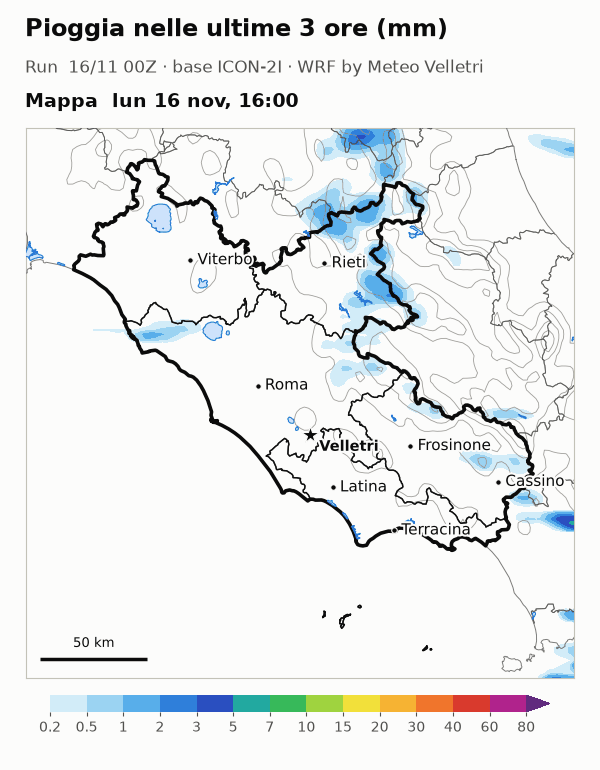 Pioggia nelle ultime 3 ore (mm)
Run 16/11 00Z · base ICON-2I · WRF by Meteo Velletri
Mappa lun 16 nov, 16:00
Viterbo
Rieti
Roma
Velletri
Frosinone
Cassino
Latina
Terracina
50 km
0.2 0.5 1 2 3 5 7 10 15 20 30 40 60 80